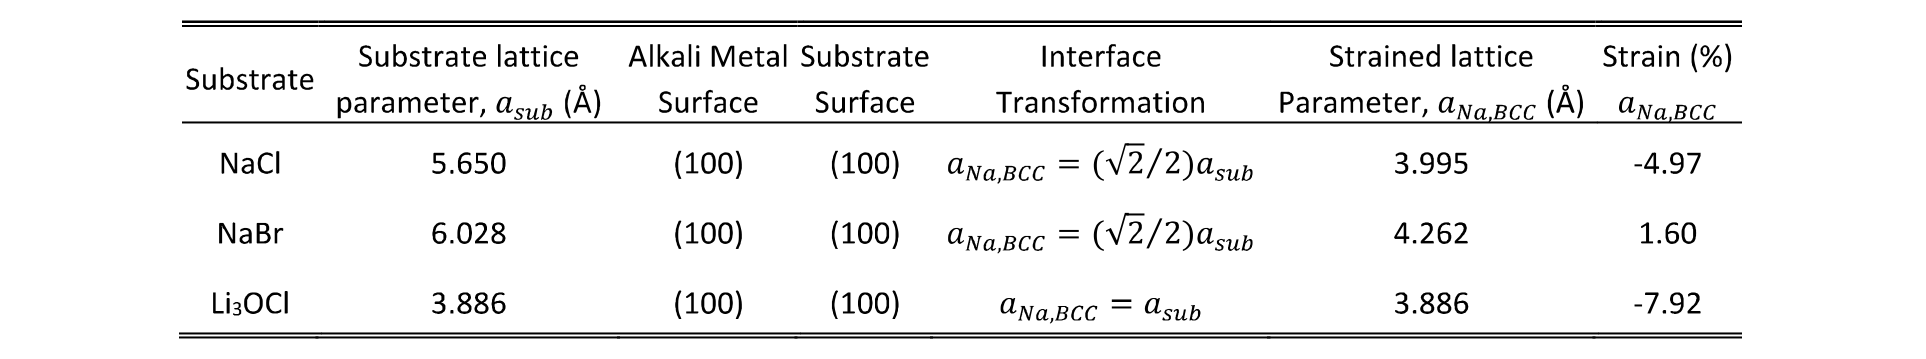 Substrate Substrate lattice parameter, a_sub (Å) Alkali Metal Surface Substrate Surface Interface Transformation Strained lattice Parameter, a_Na,BCC (Å) Strain (%) a_Na,BCC
NaCl 5.650 (100) (100) a_Na,BCC = (√2/2)a_sub 3.995 -4.97
NaBr 6.028 (100) (100) a_Na,BCC = (√2/2)a_sub 4.262 1.60
Li₃OCl 3.886 (100) (100) a_Na,BCC = a_sub 3.886 -7.92